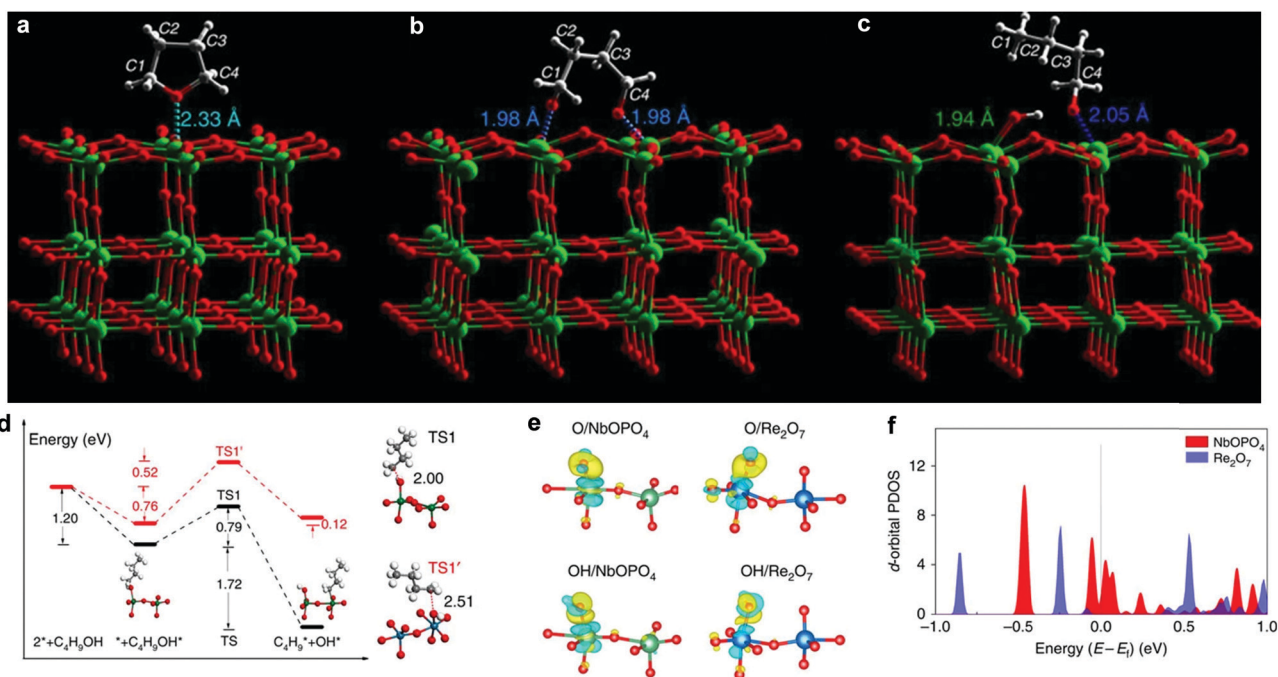 a
C2
C3
C1
C4
2.33 Å
b
C2
C3
C1
C4
1.98 Å
1.98 Å
c
C1
C2
C3
C4
1.94 Å
2.05 Å
d
Energy (eV)
TS1'
0.52
0.76
TS1
1.20
0.79
0.12
1.72
TS
2*+C₄H₉OH
*+C₄H₉OH*
C₄H₉*+OH*
TS1
2.00
TS1'
2.51
e
O/NbOPO₄
O/Re₂O₇
OH/NbOPO₄
OH/Re₂O₇
f
NbOPO₄
Re₂O₇
d-orbital PDOS
12
8
4
0
−1.0
−0.5
0.0
0.5
1.0
Energy (E−Ef) (eV)